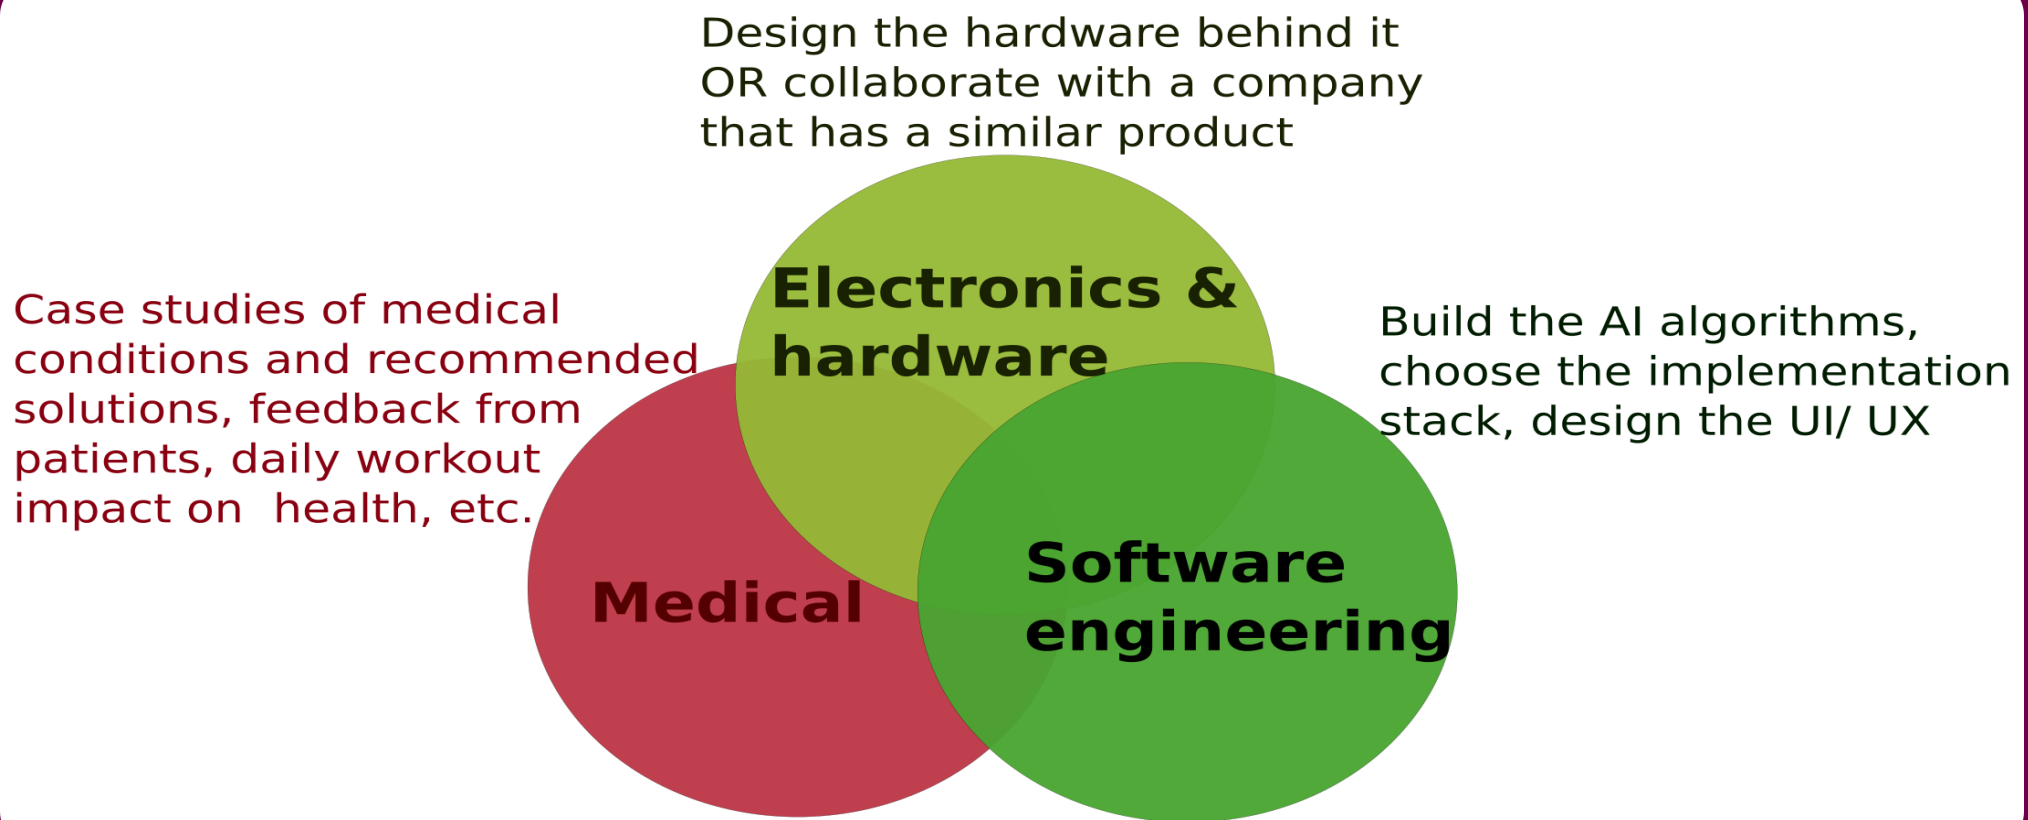 Design the hardware behind it
OR collaborate with a company
that has a similar product
Electronics &
hardware
Case studies of medical
conditions and recommended
solutions, feedback from
patients, daily workout
impact on  health, etc.
Build the AI algorithms,
choose the implementation
stack, design the UI/ UX
Medical
Software
engineering